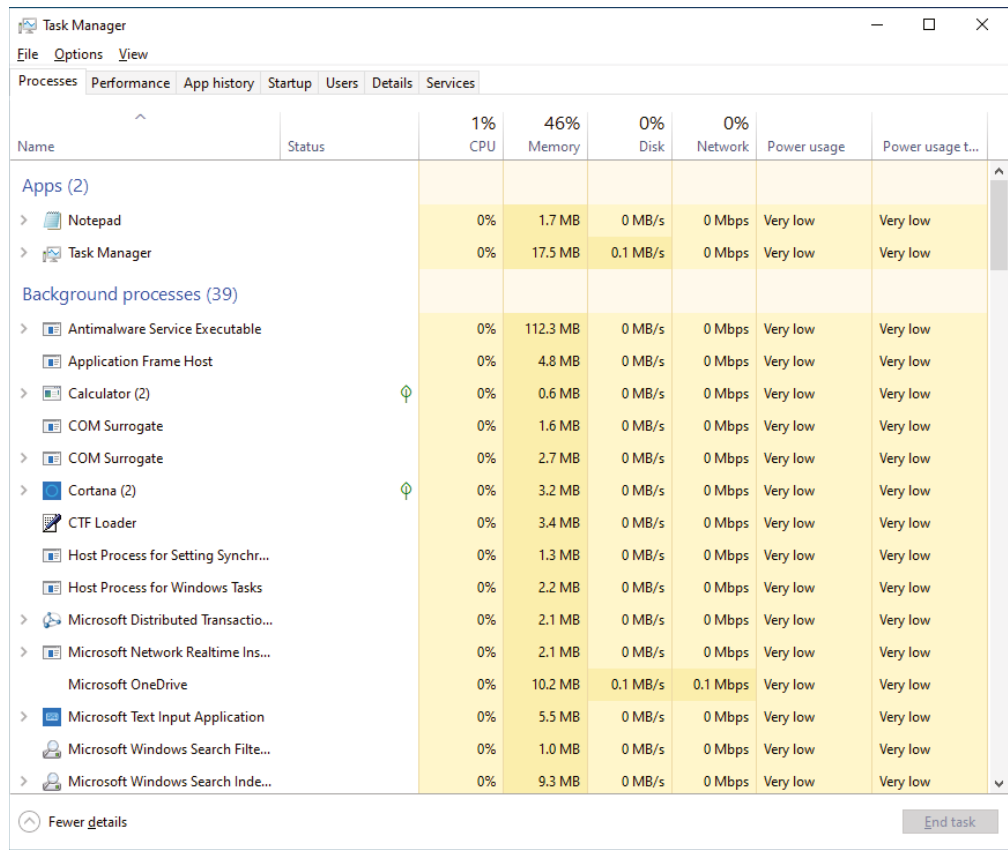 Task Manager
File Options View
Processes Performance App history Startup Users Details Services
1% 46% 0% 0%
Name Status CPU Memory Disk Network Power usage Power usage t...
Apps (2)
Notepad 0% 1.7 MB 0 MB/s 0 Mbps Very low Very low
Task Manager 0% 17.5 MB 0.1 MB/s 0 Mbps Very low Very low
Background processes (39)
Antimalware Service Executable 0% 112.3 MB 0 MB/s 0 Mbps Very low Very low
Application Frame Host 0% 4.8 MB 0 MB/s 0 Mbps Very low Very low
Calculator (2) 0% 0.6 MB 0 MB/s 0 Mbps Very low Very low
COM Surrogate 0% 1.6 MB 0 MB/s 0 Mbps Very low Very low
COM Surrogate 0% 2.7 MB 0 MB/s 0 Mbps Very low Very low
Cortana (2) 0% 3.2 MB 0 MB/s 0 Mbps Very low Very low
CTF Loader 0% 3.4 MB 0 MB/s 0 Mbps Very low Very low
Host Process for Setting Synchr... 0% 1.3 MB 0 MB/s 0 Mbps Very low Very low
Host Process for Windows Tasks 0% 2.2 MB 0 MB/s 0 Mbps Very low Very low
Microsoft Distributed Transactio... 0% 2.1 MB 0 MB/s 0 Mbps Very low Very low
Microsoft Network Realtime Ins... 0% 2.1 MB 0 MB/s 0 Mbps Very low Very low
Microsoft OneDrive 0% 10.2 MB 0.1 MB/s 0.1 Mbps Very low Very low
Microsoft Text Input Application 0% 5.5 MB 0 MB/s 0 Mbps Very low Very low
Microsoft Windows Search Filte... 0% 1.0 MB 0 MB/s 0 Mbps Very low Very low
Microsoft Windows Search Inde... 0% 9.3 MB 0 MB/s 0 Mbps Very low Very low
Fewer details End task